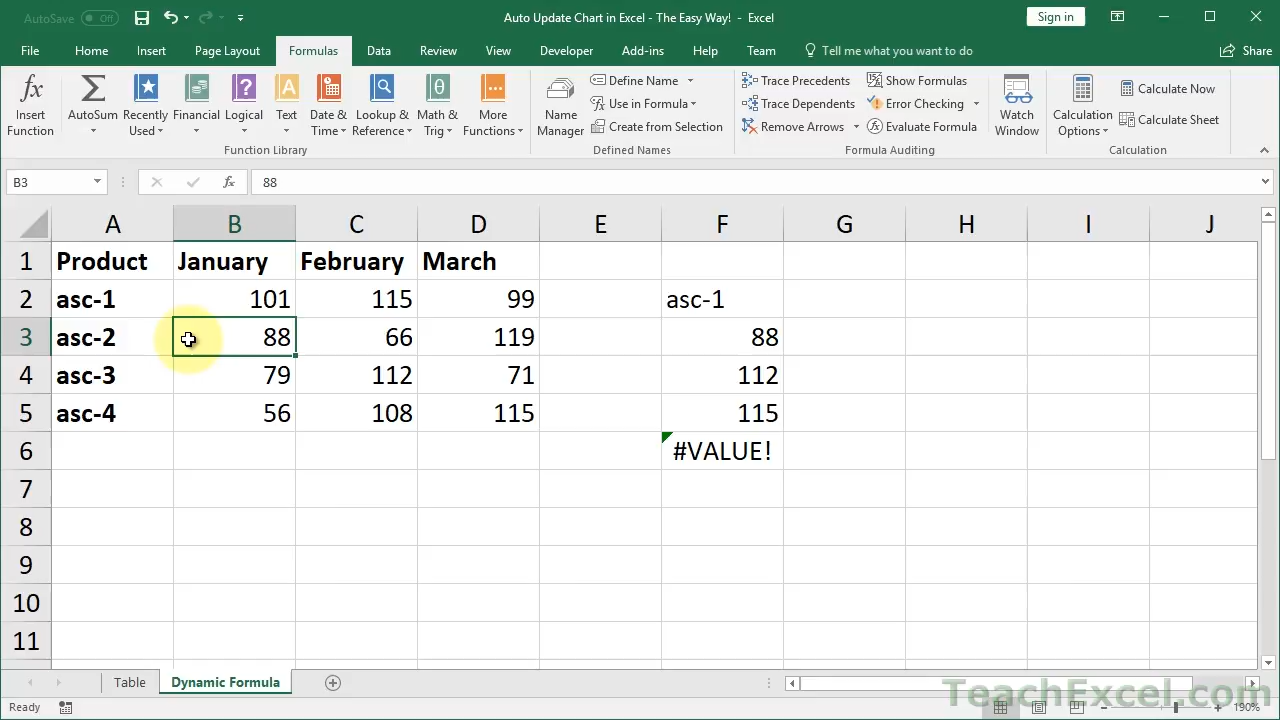 AutoSave Off Auto Update Chart in Excel - The Easy Way! - Excel Sign in
File Home Insert Page Layout Formulas Data Review View Developer Add-ins Help Team Tell me what you want to do Share
fx Σ ? A θ
Insert Function
AutoSum
Recently Used
Financial
Logical
Text
Date & Time
Lookup & Reference
Math & Trig
More Functions
Function Library
Name Manager
Define Name
Use in Formula
Create from Selection
Defined Names
Trace Precedents
Trace Dependents
Remove Arrows
Show Formulas
Error Checking
Evaluate Formula
Formula Auditing
Watch Window
Calculation Options
Calculate Now
Calculate Sheet
Calculation
B3 fx 88
A B C D E F G H I J
1 Product January February March
2 asc-1 101 115 99 asc-1
3 asc-2 88 66 119 88
4 asc-3 79 112 71 112
5 asc-4 56 108 115 115
6 #VALUE!
7
8
9
10
11
Table Dynamic Formula
TeachExcel.com
Ready 190%